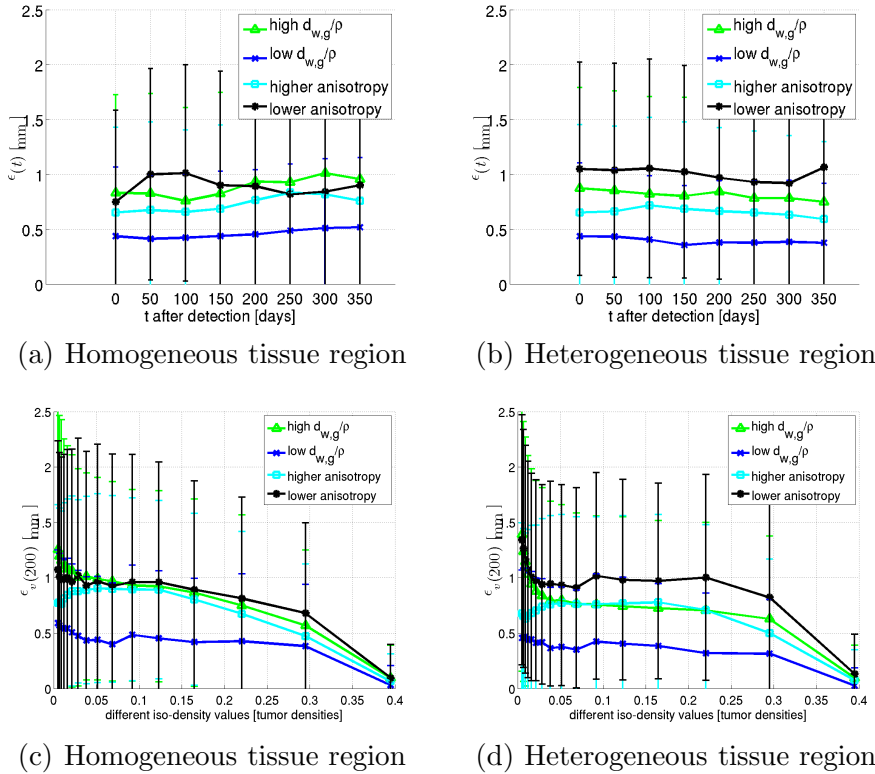 2.5
2
1.5
1
0.5
0
ϵ(t) [mm]
high d_w,g/ρ
low d_w,g/ρ
higher anisotropy
lower anisotropy
0 50 100 150 200 250 300 350
t after detection [days]
(a) Homogeneous tissue region
2.5
2
1.5
1
0.5
0
ϵ(t) [mm]
high d_w,g/ρ
low d_w,g/ρ
higher anisotropy
lower anisotropy
0 50 100 150 200 250 300 350
t after detection [days]
(b) Heterogeneous tissue region
2.5
2
1.5
1
0.5
0
ϵ_v(200) [mm]
high d_w,g/ρ
low d_w,g/ρ
higher anisotropy
lower anisotropy
0 0.05 0.1 0.15 0.2 0.25 0.3 0.35 0.4
different iso-density values [tumor densities]
(c) Homogeneous tissue region
2.5
2
1.5
1
0.5
0
ϵ_v(200) [mm]
high d_w,g/ρ
low d_w,g/ρ
higher anisotropy
lower anisotropy
0 0.05 0.1 0.15 0.2 0.25 0.3 0.35 0.4
different iso-density values [tumor densities]
(d) Heterogeneous tissue region